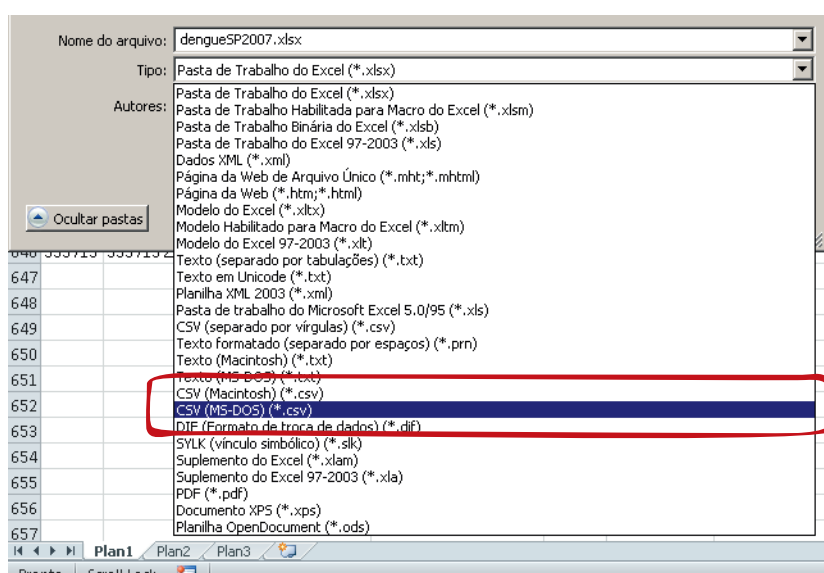 Nome do arquivo: dengueSP2007.xlsx
Tipo: Pasta de Trabalho do Excel (*.xlsx)
Autores:
Pasta de Trabalho do Excel (*.xlsx)
Pasta de Trabalho Habilitada para Macro do Excel (*.xlsm)
Pasta de Trabalho Binária do Excel (*.xlsb)
Pasta de Trabalho do Excel 97-2003 (*.xls)
Dados XML (*.xml)
Página da Web de Arquivo Único (*.mht;*.mhtml)
Página da Web (*.htm;*.html)
Modelo do Excel (*.xltx)
Modelo Habilitado para Macro do Excel (*.xltm)
Modelo do Excel 97-2003 (*.xlt)
Texto (separado por tabulações) (*.txt)
Texto em Unicode (*.txt)
Planilha XML 2003 (*.xml)
Pasta de trabalho do Microsoft Excel 5.0/95 (*.xls)
CSV (separado por vírgulas) (*.csv)
Texto formatado (separado por espaços) (*.prn)
Texto (Macintosh) (*.txt)
Texto (MS-DOS) (*.txt)
CSV (Macintosh) (*.csv)
CSV (MS-DOS) (*.csv)
DIF (Formato de troca de dados) (*.dif)
SYLK (vínculo simbólico) (*.slk)
Suplemento do Excel (*.xlam)
Suplemento do Excel 97-2003 (*.xla)
PDF (*.pdf)
Documento XPS (*.xps)
Planilha OpenDocument (*.ods)
Ocultar pastas
647
648
649
650
651
652
653
654
655
656
657
Plan1 Plan2 Plan3